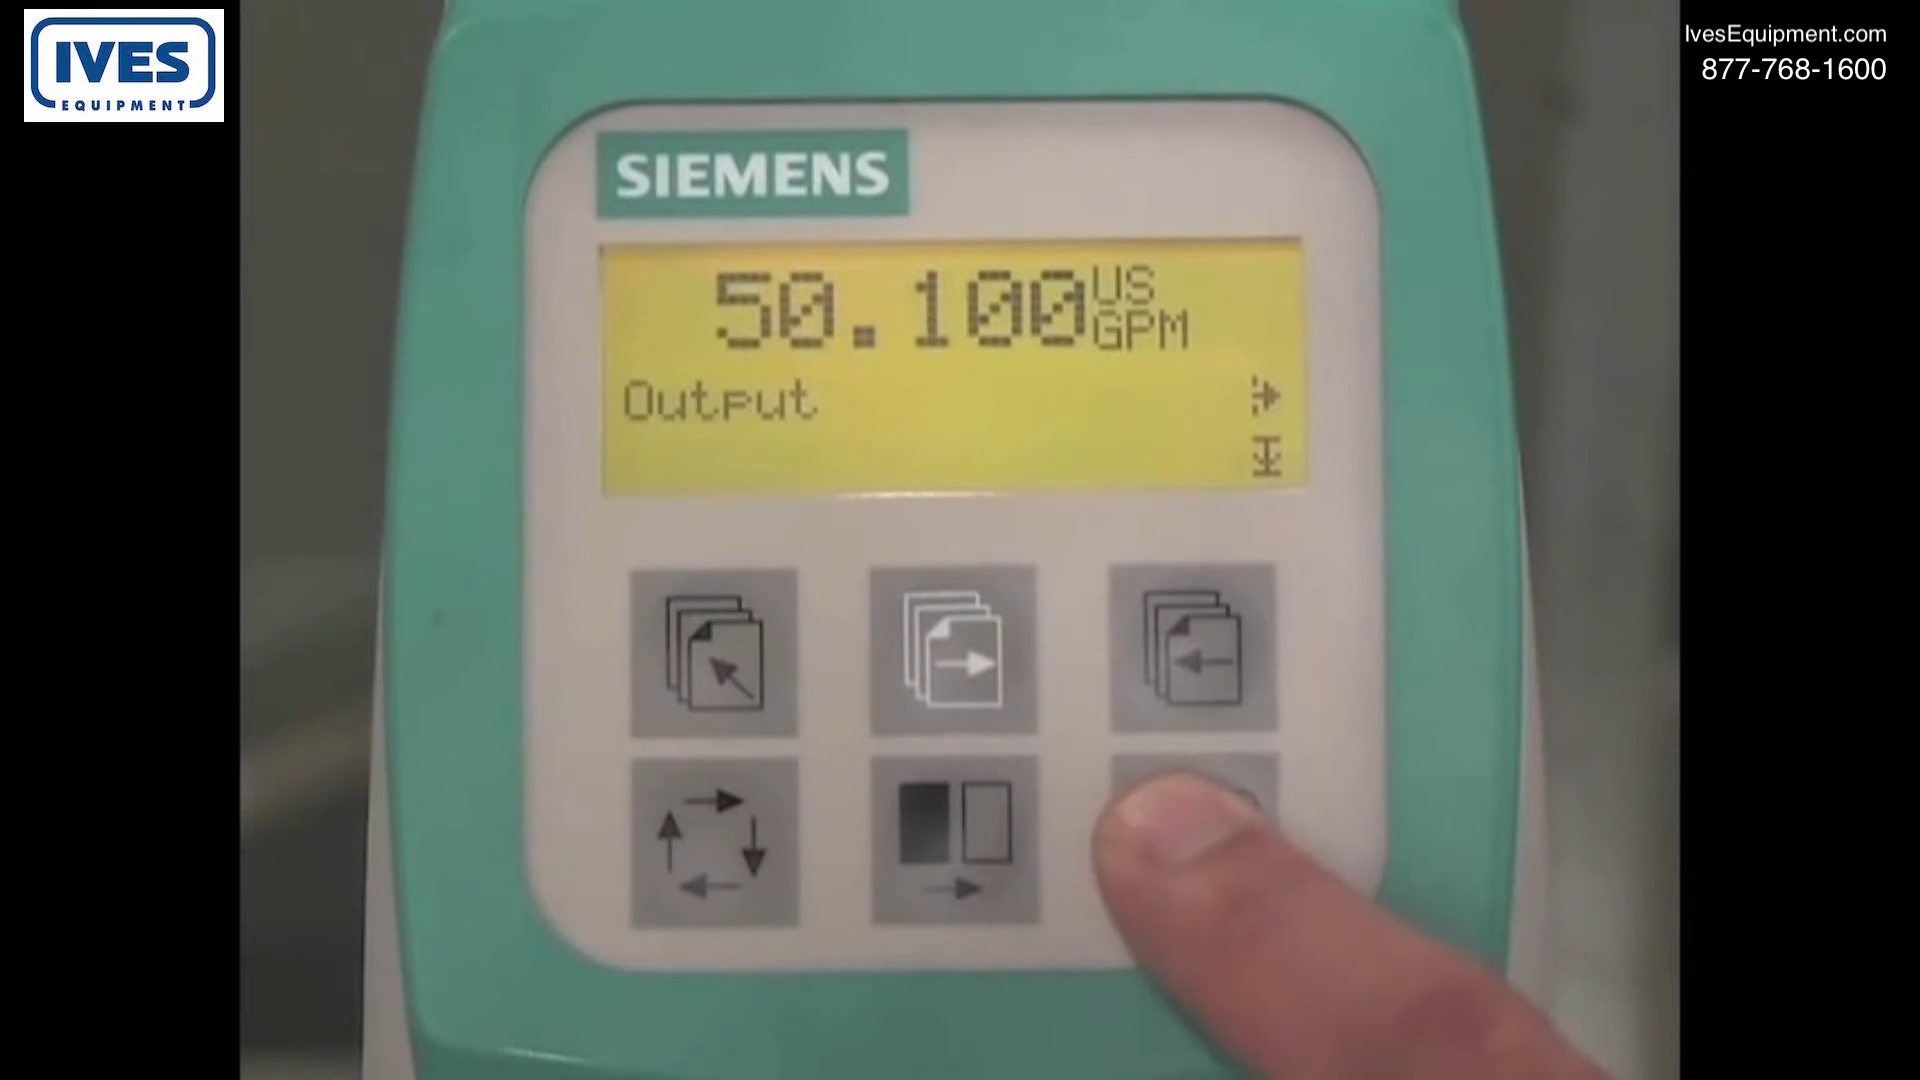 IVES
EQUIPMENT
IvesEquipment.com
877-768-1600
SIEMENS
50.100 US
GPM
Output